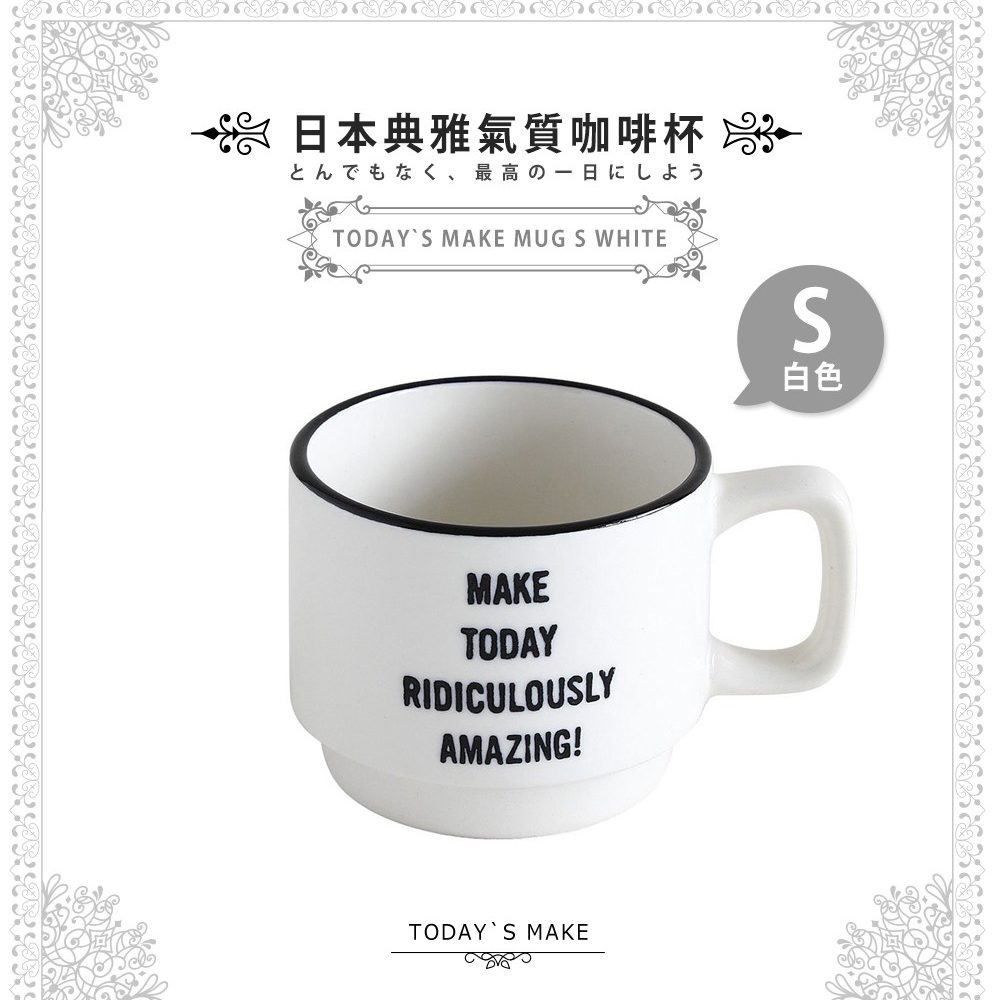 日本典雅氣質咖啡杯
とんでもなく、最高の一日にしよう
TODAY`S MAKE MUG S WHITE
S
白色
MAKE
TODAY
RIDICULOUSLY
AMAZING!
TODAY`S MAKE